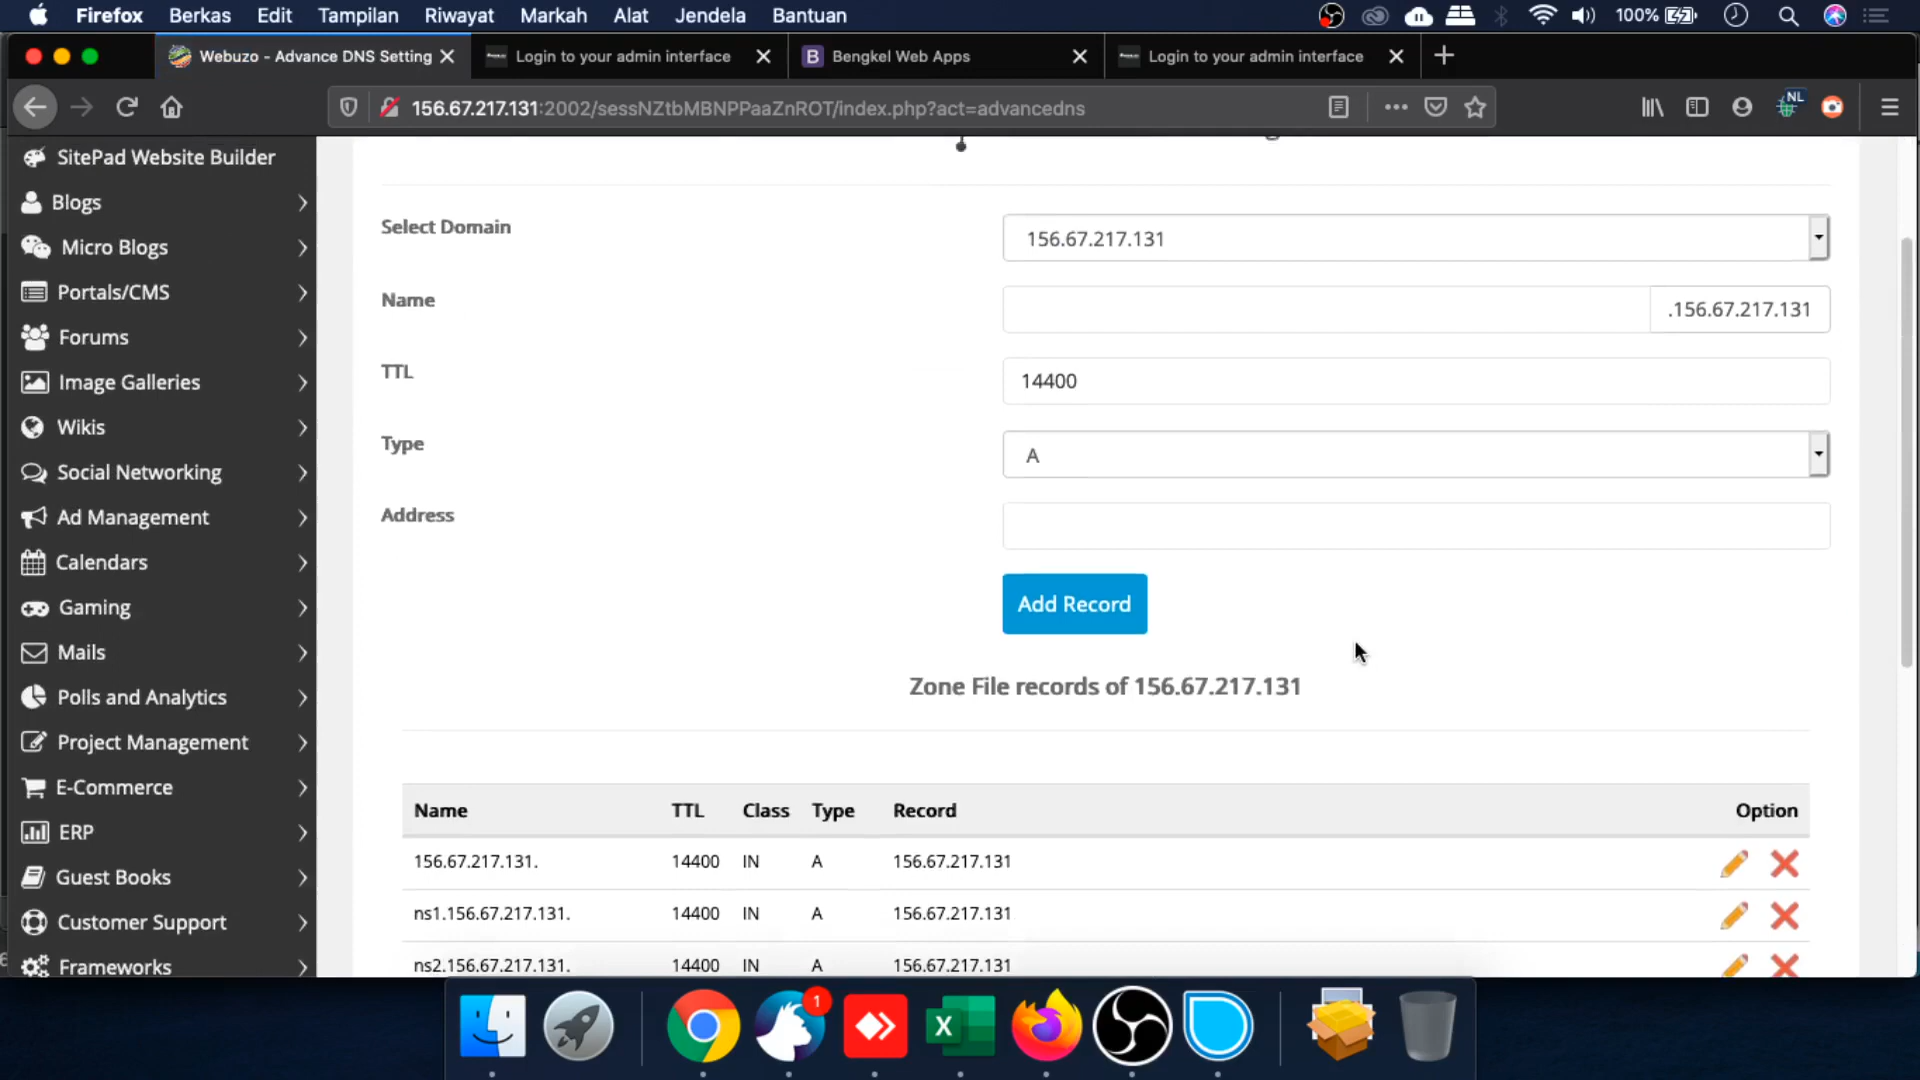 Firefox Berkas Edit Tampilan Riwayat Markah Alat Jendela Bantuan 100%
Webuzo - Advance DNS Setting
Login to your admin interface
B Bengkel Web Apps
Login to your admin interface
156.67.217.131:2002/sessNZtbMBNPPaaZnROT/index.php?act=advancedns
NL
SitePad Website Builder
Blogs
Micro Blogs
Portals/CMS
Forums
Image Galleries
Wikis
Social Networking
Ad Management
Calendars
Gaming
Mails
Polls and Analytics
Project Management
E-Commerce
ERP
Guest Books
Customer Support
Frameworks
Select Domain 156.67.217.131
Name .156.67.217.131
TTL 14400
Type A
Address
Add Record
Zone File records of 156.67.217.131
Name TTL Class Type Record Option
156.67.217.131. 14400 IN A 156.67.217.131
ns1.156.67.217.131. 14400 IN A 156.67.217.131
ns2.156.67.217.131. 14400 IN A 156.67.217.131
1
X